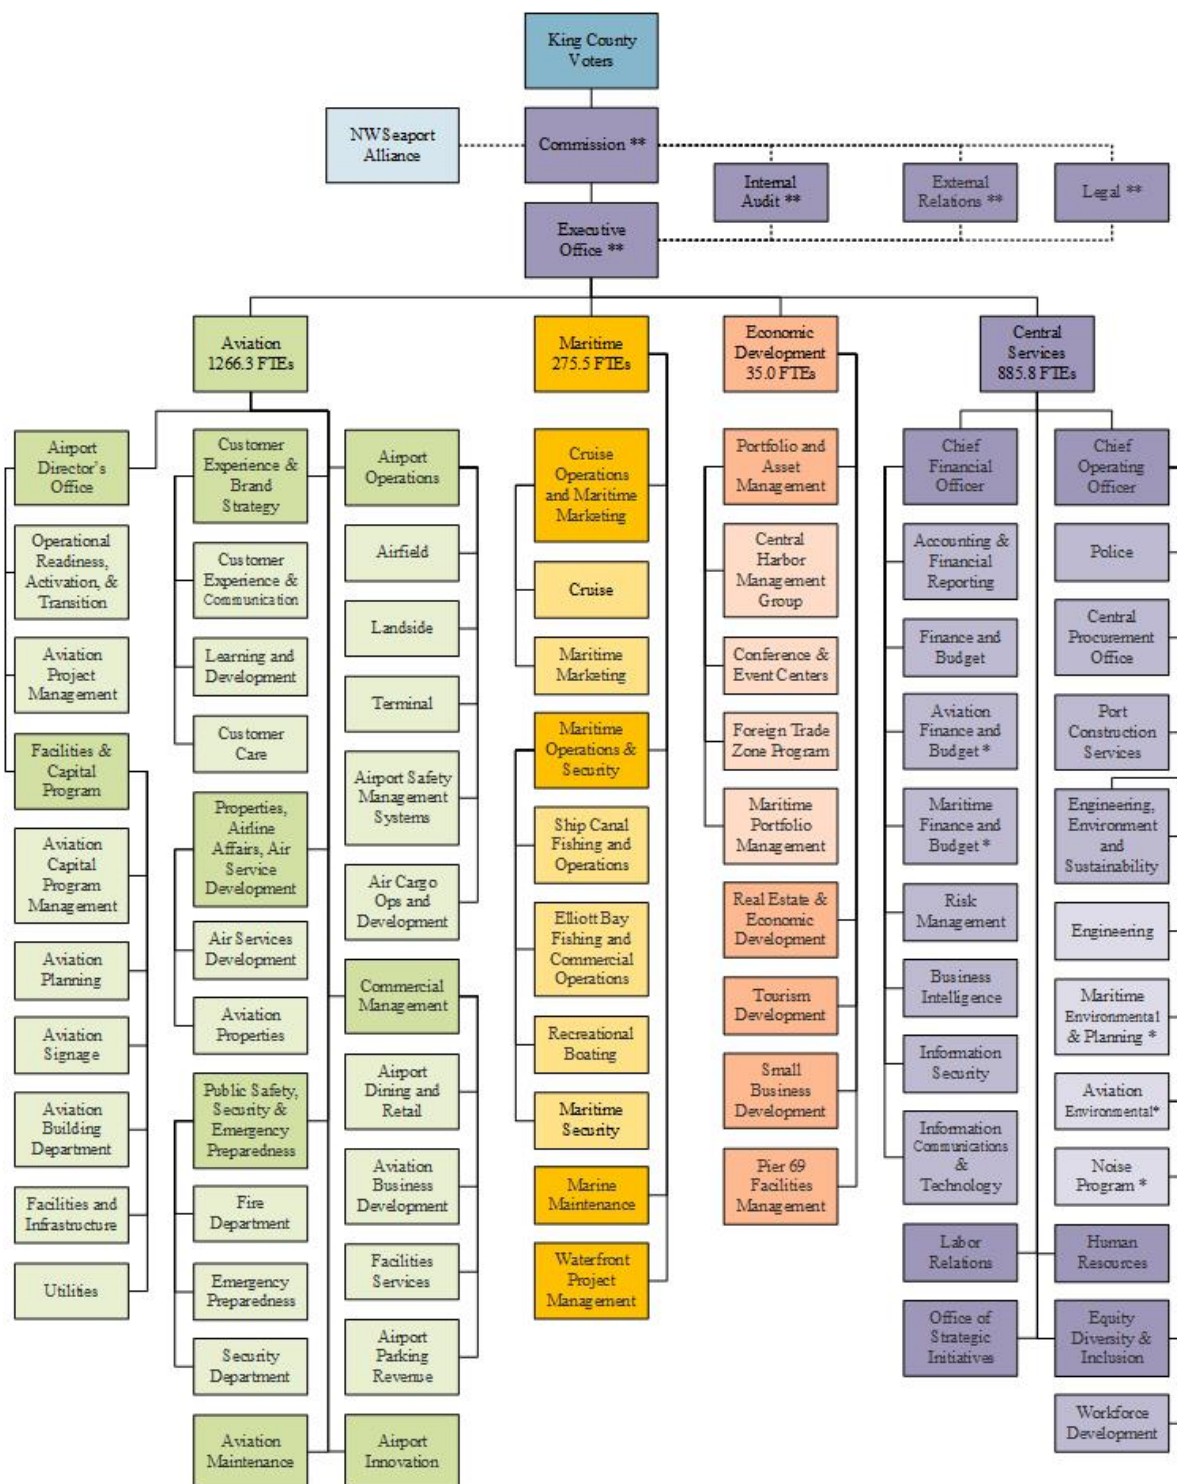 King County
Voters
NW Seaport
Alliance
Commission **
Internal
Audit **
External
Relations **
Legal **
Executive
Office **
Aviation
1266.3 FTEs
Maritime
275.5 FTEs
Economic
Development
35.0 FTEs
Central
Services
885.8 FTEs
Airport
Director's
Office
Operational
Readiness,
Activation, &
Transition
Aviation
Project
Management
Facilities &
Capital
Program
Aviation
Capital
Program
Management
Aviation
Planning
Aviation
Signage
Aviation
Building
Department
Facilities and
Infrastructure
Utilities
Customer
Experience &
Brand
Strategy
Customer
Experience &
Communication
Learning and
Development
Customer
Care
Properties,
Airline
Affairs, Air
Service
Development
Air Services
Development
Aviation
Properties
Public Safety,
Security &
Emergency
Preparedness
Fire
Department
Emergency
Preparedness
Security
Department
Aviation
Maintenance
Airport
Operations
Airfield
Landside
Terminal
Airport Safety
Management
Systems
Air Cargo
Ops and
Development
Commercial
Management
Airport
Dining and
Retail
Aviation
Business
Development
Facilities
Services
Airport
Parking
Revenue
Airport
Innovation
Cruise
Operations
and Maritime
Marketing
Cruise
Maritime
Marketing
Maritime
Operations &
Security
Ship Canal
Fishing and
Operations
Elliott Bay
Fishing and
Commercial
Operations
Recreational
Boating
Maritime
Security
Marine
Maintenance
Waterfront
Project
Management
Portfolio and
Asset
Management
Central
Harbor
Management
Group
Conference &
Event Centers
Foreign Trade
Zone Program
Maritime
Portfolio
Management
Real Estate &
Economic
Development
Tourism
Development
Small
Business
Development
Pier 69
Facilities
Management
Chief
Financial
Officer
Accounting &
Financial
Reporting
Finance and
Budget
Aviation
Finance and
Budget *
Maritime
Finance and
Budget *
Risk
Management
Business
Intelligence
Information
Security
Information
Communications
&
Technology
Labor
Relations
Office of
Strategic
Initiatives
Chief
Operating
Officer
Police
Central
Procurement
Office
Port
Construction
Services
Engineering,
Environment
and
Sustainability
Engineering
Maritime
Environmental
& Planning *
Aviation
Environmental*
Noise
Program *
Human
Resources
Equity
Diversity &
Inclusion
Workforce
Development